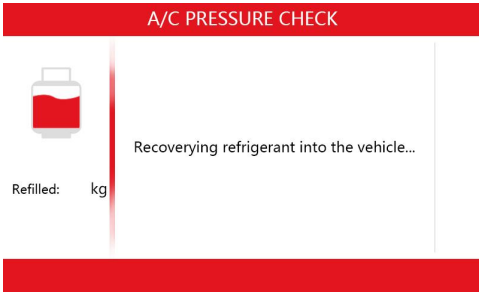 A/C PRESSURE CHECK
Recoverying refrigerant into the vehicle...
Refilled: kg